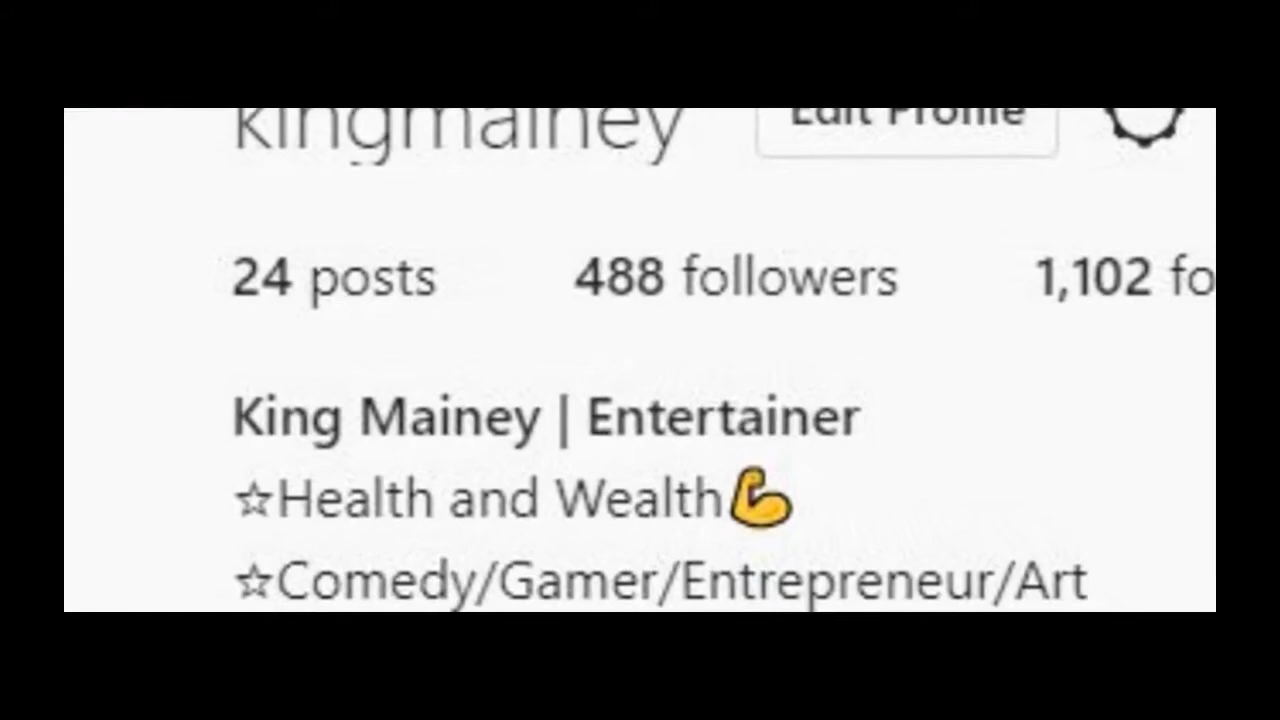 kingmainey Edit Profile
24 posts 488 followers 1,102 fo
King Mainey | Entertainer
☆Health and Wealth💪
☆Comedy/Gamer/Entrepreneur/Art